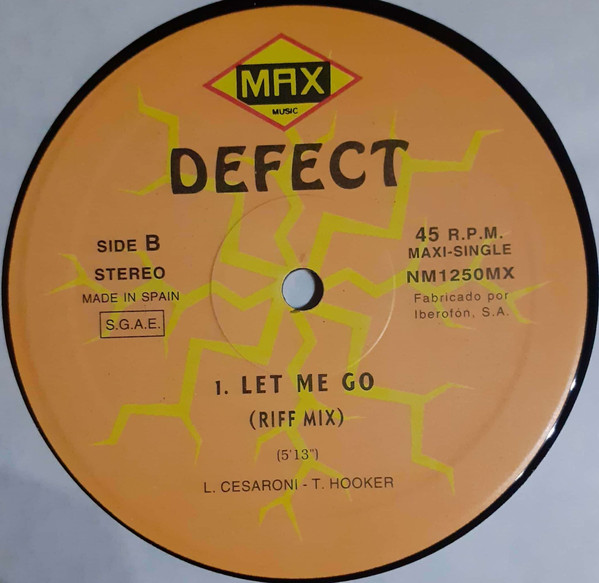 MAX
MUSIC
DEFECT
SIDE B
STEREO
MADE IN SPAIN
S.G.A.E.
45 R.P.M.
MAXI-SINGLE
NM1250MX
Fabricado por
Iberofón, S.A.
1. LET ME GO
(RIFF MIX)
(5'13")
L. CESARONI - T. HOOKER